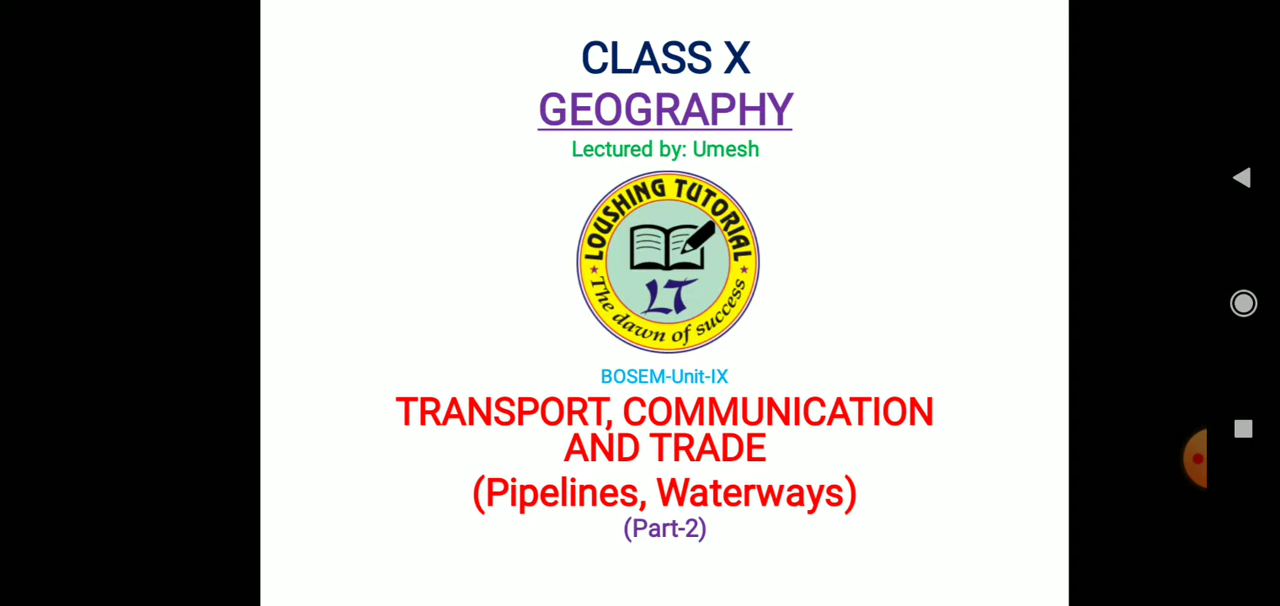 CLASS X
GEOGRAPHY
Lectured by: Umesh
LOUSHING TUTORIAL
LT
The dawn of success
BOSEM-Unit-IX
TRANSPORT, COMMUNICATION
AND TRADE
(Pipelines, Waterways)
(Part-2)